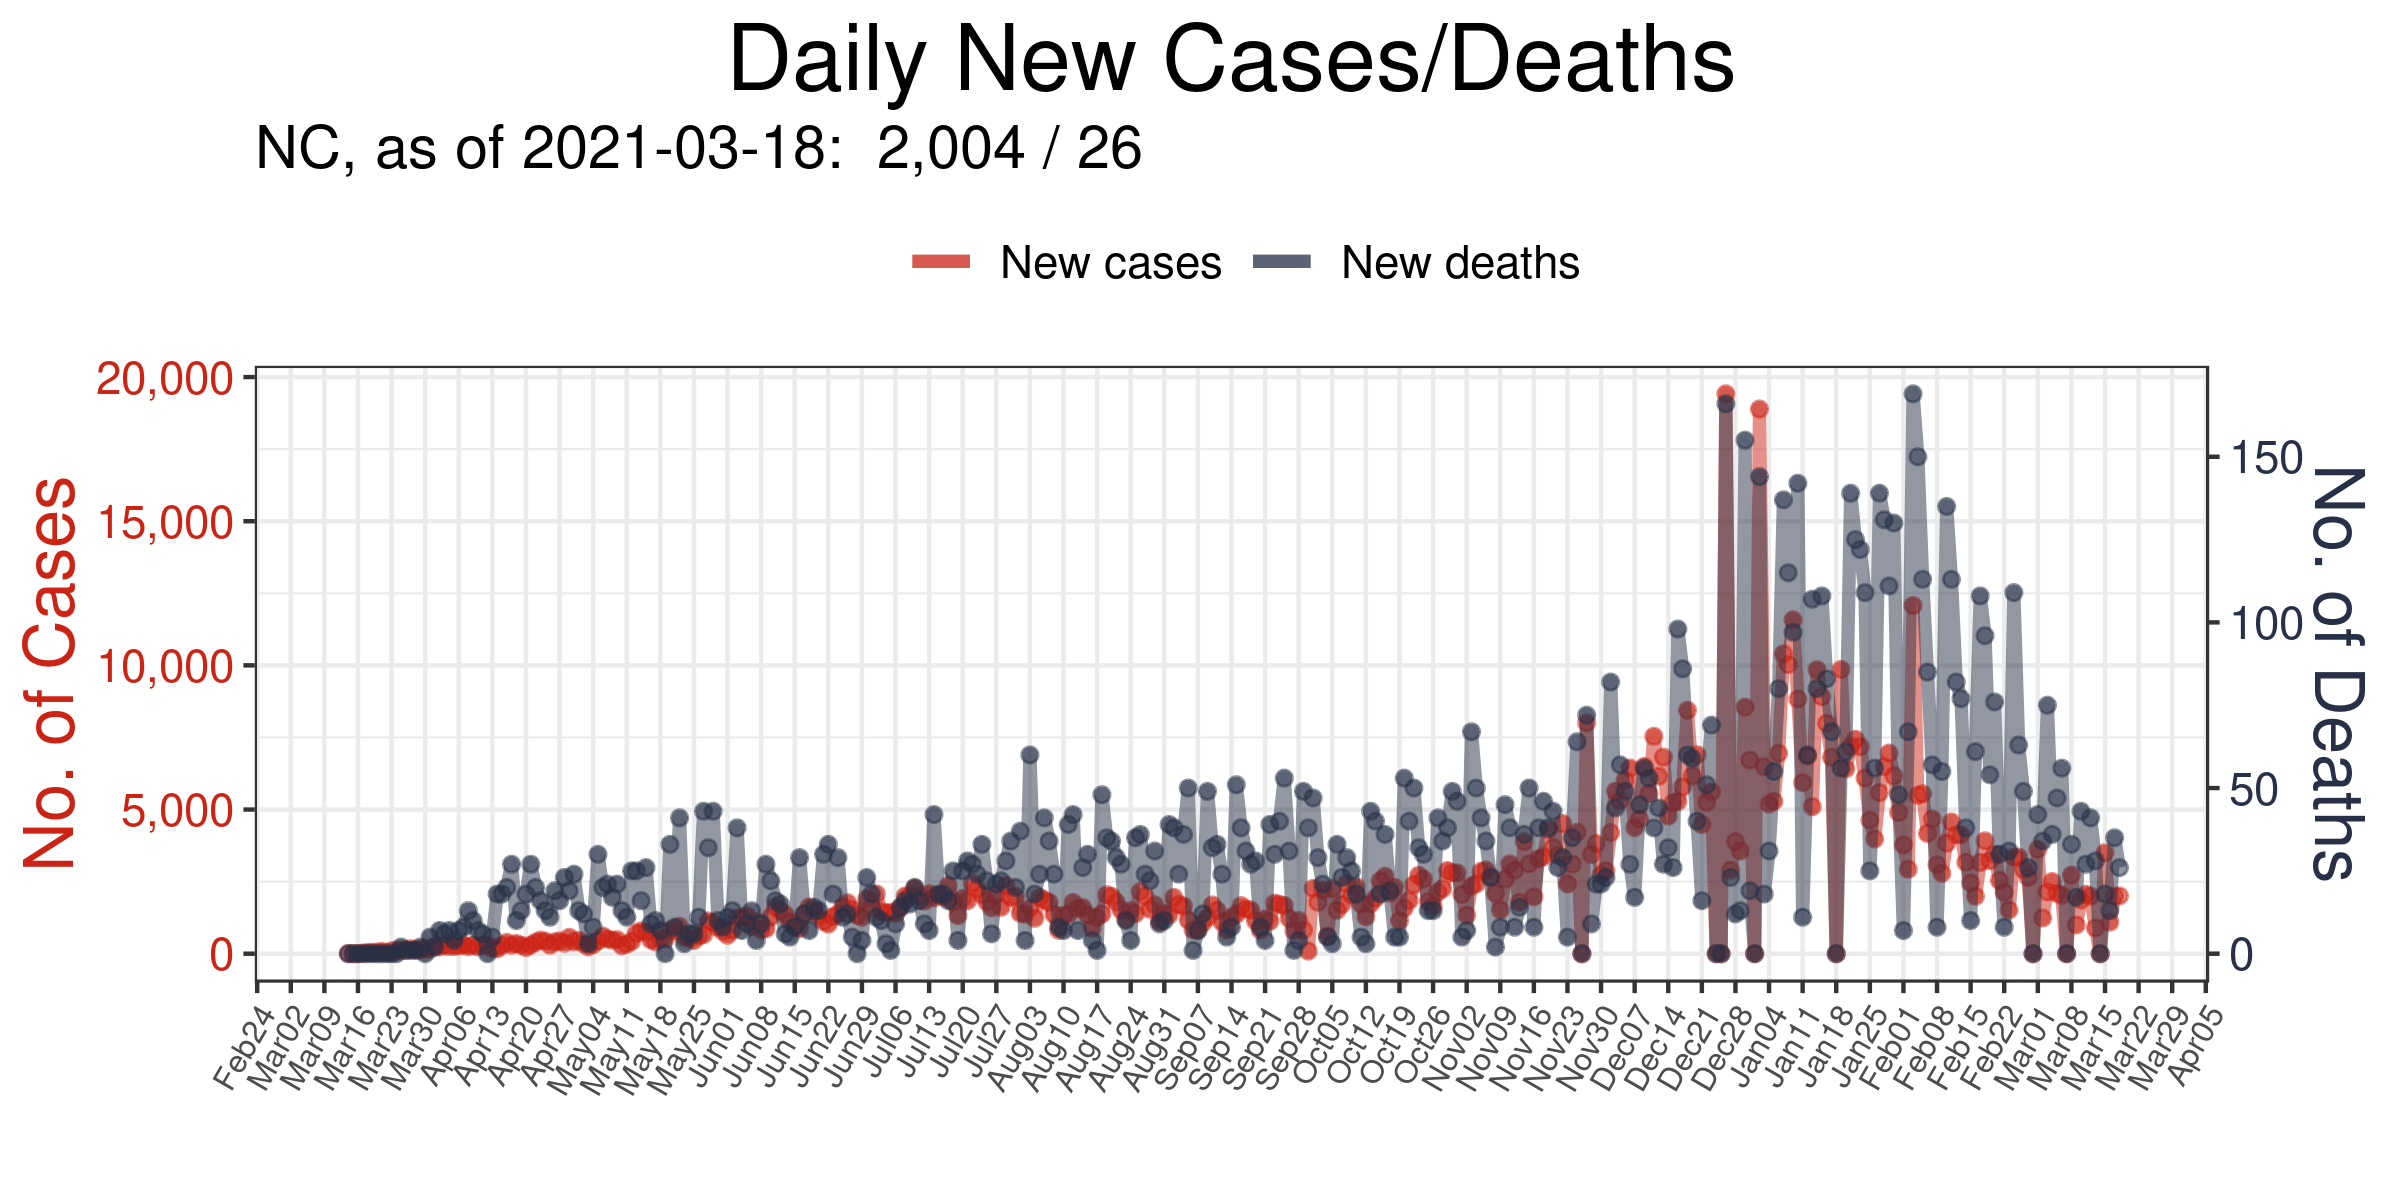 Daily New Cases/Deaths
NC, as of 2021-03-18:  2,004 / 26
New cases
New deaths
No. of Cases
20,000
15,000
10,000
5,000
0
No. of Deaths
150
100
50
0
Feb24
Mar02
Mar09
Mar16
Mar23
Mar30
Apr06
Apr13
Apr20
Apr27
May04
May11
May18
May25
Jun01
Jun08
Jun15
Jun22
Jun29
Jul06
Jul13
Jul20
Jul27
Aug03
Aug10
Aug17
Aug24
Aug31
Sep07
Sep14
Sep21
Sep28
Oct05
Oct12
Oct19
Oct26
Nov02
Nov09
Nov16
Nov23
Nov30
Dec07
Dec14
Dec21
Dec28
Dec04
Jan11
Jan18
Jan25
Feb01
Feb08
Feb15
Feb22
Mar01
Mar08
Mar15
Mar22
Mar29
Apr05